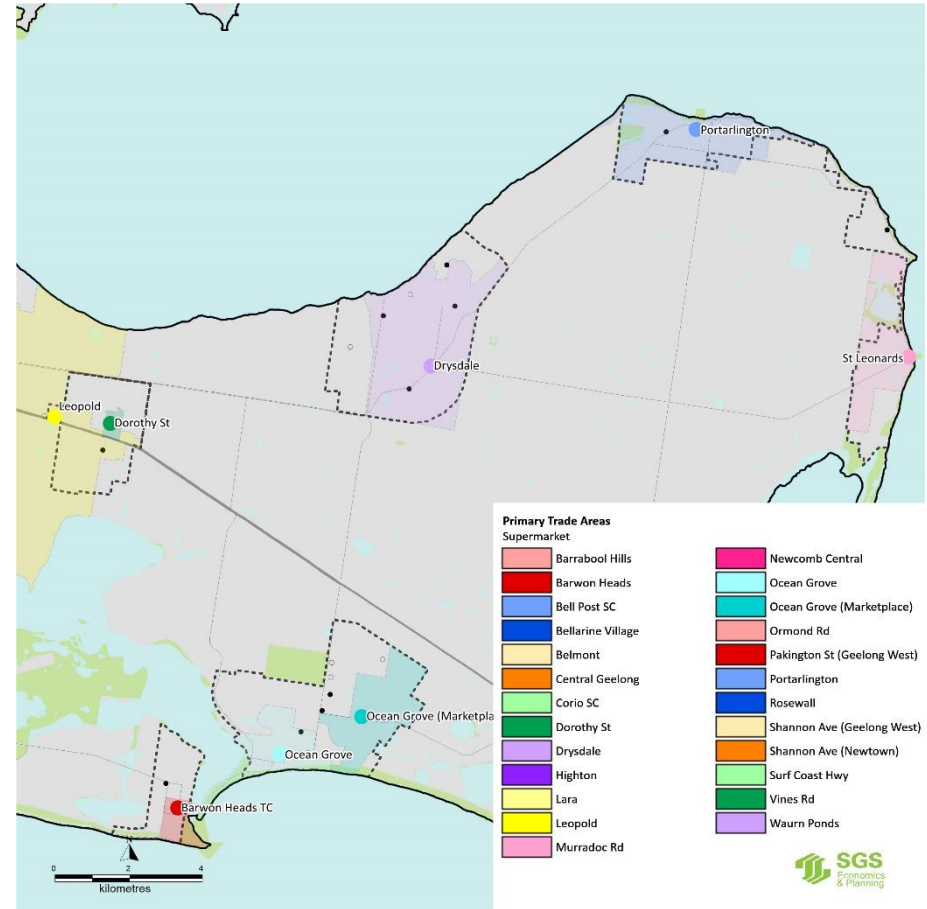 Portarlington
St Leonards
Drysdale
Leopold
Dorothy St
Ocean Grove (Marketpla
Ocean Grove
Barwon Heads TC
N
0 2 4
kilometres
Primary Trade Areas
Supermarket
Barrabool Hills
Barwon Heads
Bell Post SC
Bellarine Village
Belmont
Central Geelong
Corio SC
Dorothy St
Drysdale
Highton
Lara
Leopold
Murradoc Rd
Newcomb Central
Ocean Grove
Ocean Grove (Marketplace)
Ormond Rd
Pakington St (Geelong West)
Portarlington
Rosewall
Shannon Ave (Geelong West)
Shannon Ave (Newtown)
Surf Coast Hwy
Vines Rd
Waurn Ponds
SGS
Economics
& Planning